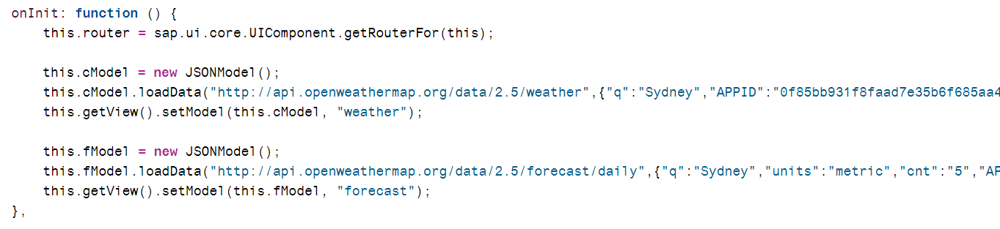 onInit: function () {
this.router = sap.ui.core.UIComponent.getRouterFor(this);
this.cModel = new JSONModel();
this.cModel.loadData("http://api.openweathermap.org/data/2.5/weather",{"q":"Sydney","APPID":"0f85bb931f8faad7e35b6f685aa4
this.getView().setModel(this.cModel, "weather");
this.fModel = new JSONModel();
this.fModel.loadData("http://api.openweathermap.org/data/2.5/forecast/daily",{"q":"Sydney","units":"metric","cnt":"5","AP
this.getView().setModel(this.fModel, "forecast");
},